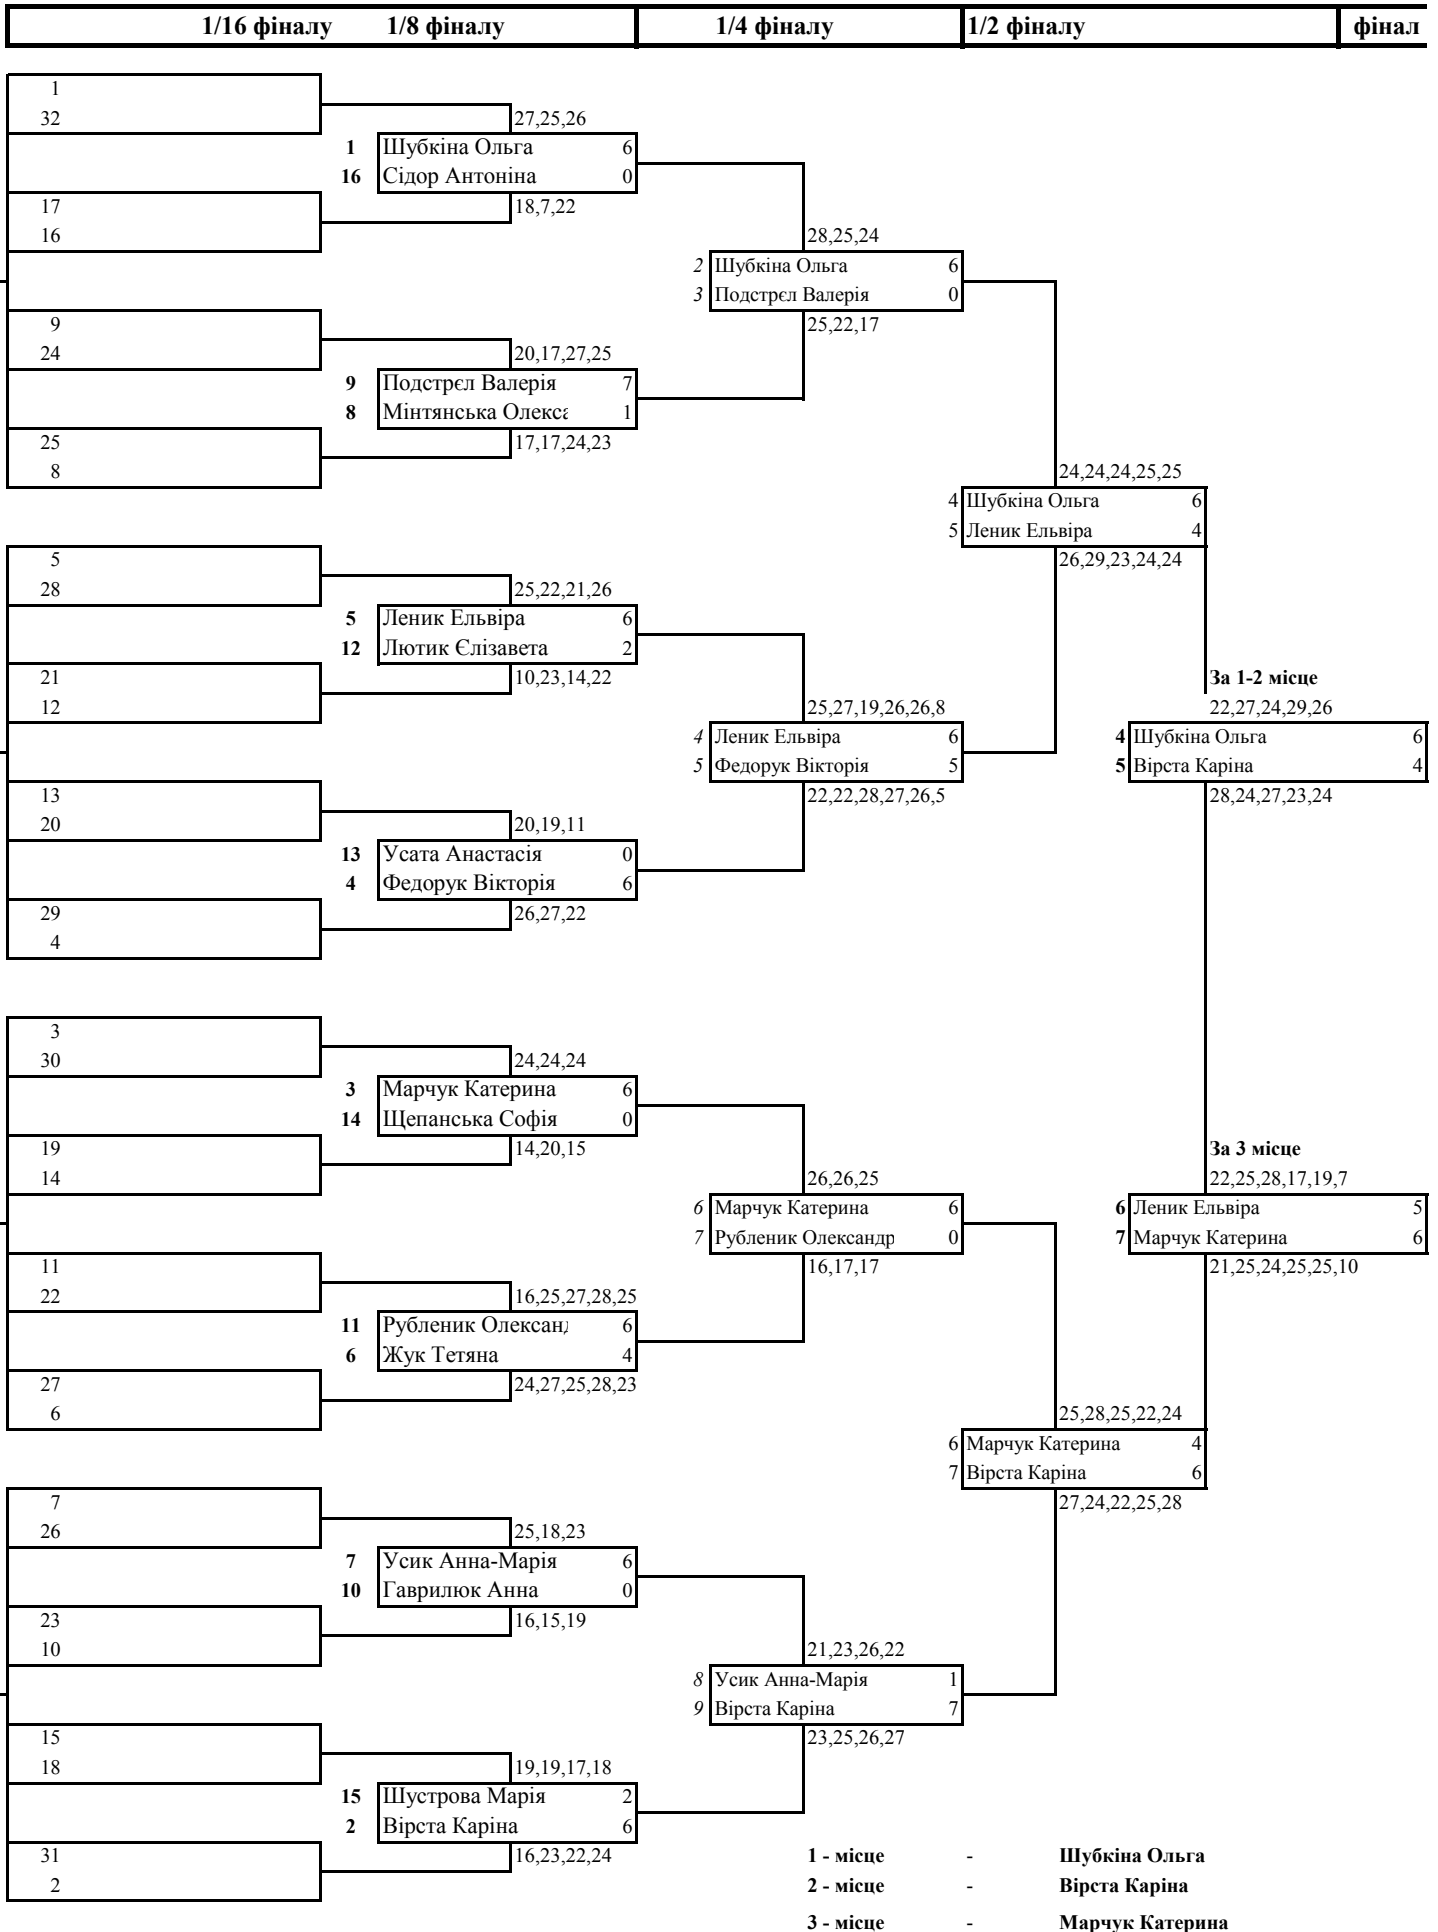 1/16 фіналу 1/8 фіналу 1/4 фіналу 1/2 фіналу фінал
1
32 27,25,26
1 Шубкіна Ольга 6
16 Сідор Антоніна 0
17 18,7,22
16 28,25,24
2 Шубкіна Ольга 6
3 Подстрєл Валерія 0
9 25,22,17
24 20,17,27,25
9 Подстрєл Валерія 7
8 Мінтянська Олекса 1
25 17,17,24,23
8 24,24,24,25,25
4 Шубкіна Ольга 6
5 Леник Ельвіра 4
5 26,29,23,24,24
28 25,22,21,26
5 Леник Ельвіра 6
12 Лютик Єлізавета 2
21 10,23,14,22 За 1-2 місце
12 25,27,19,26,26,8 22,27,24,29,26
4 Леник Ельвіра 6 4 Шубкіна Ольга 6
5 Федорук Вікторія 5 5 Вірста Каріна 4
13 22,22,28,27,26,5 28,24,27,23,24
20 20,19,11
13 Усата Анастасія 0
4 Федорук Вікторія 6
29 26,27,22
4
3
30 24,24,24
3 Марчук Катерина 6
14 Щепанська Софія 0
19 14,20,15 За 3 місце
14 26,26,25 22,25,28,17,19,7
6 Марчук Катерина 6 6 Леник Ельвіра 5
7 Рубленик Олександр 0 7 Марчук Катерина 6
11 16,17,17 21,25,24,25,25,10
22 16,25,27,28,25
11 Рубленик Олександ 6
6 Жук Тетяна 4
27 24,27,25,28,23
6 25,28,25,22,24
6 Марчук Катерина 4
7 Вірста Каріна 6
7 27,24,22,25,28
26 25,18,23
7 Усик Анна-Марія 6
10 Гаврилюк Анна 0
23 16,15,19
10 21,23,26,22
8 Усик Анна-Марія 1
9 Вірста Каріна 7
15 23,25,26,27
18 19,19,17,18
15 Шустрова Марія 2
2 Вірста Каріна 6
31 16,23,22,24 1 - місце - Шубкіна Ольга
2 2 - місце - Вірста Каріна
3 - місце - Марчук Катерина